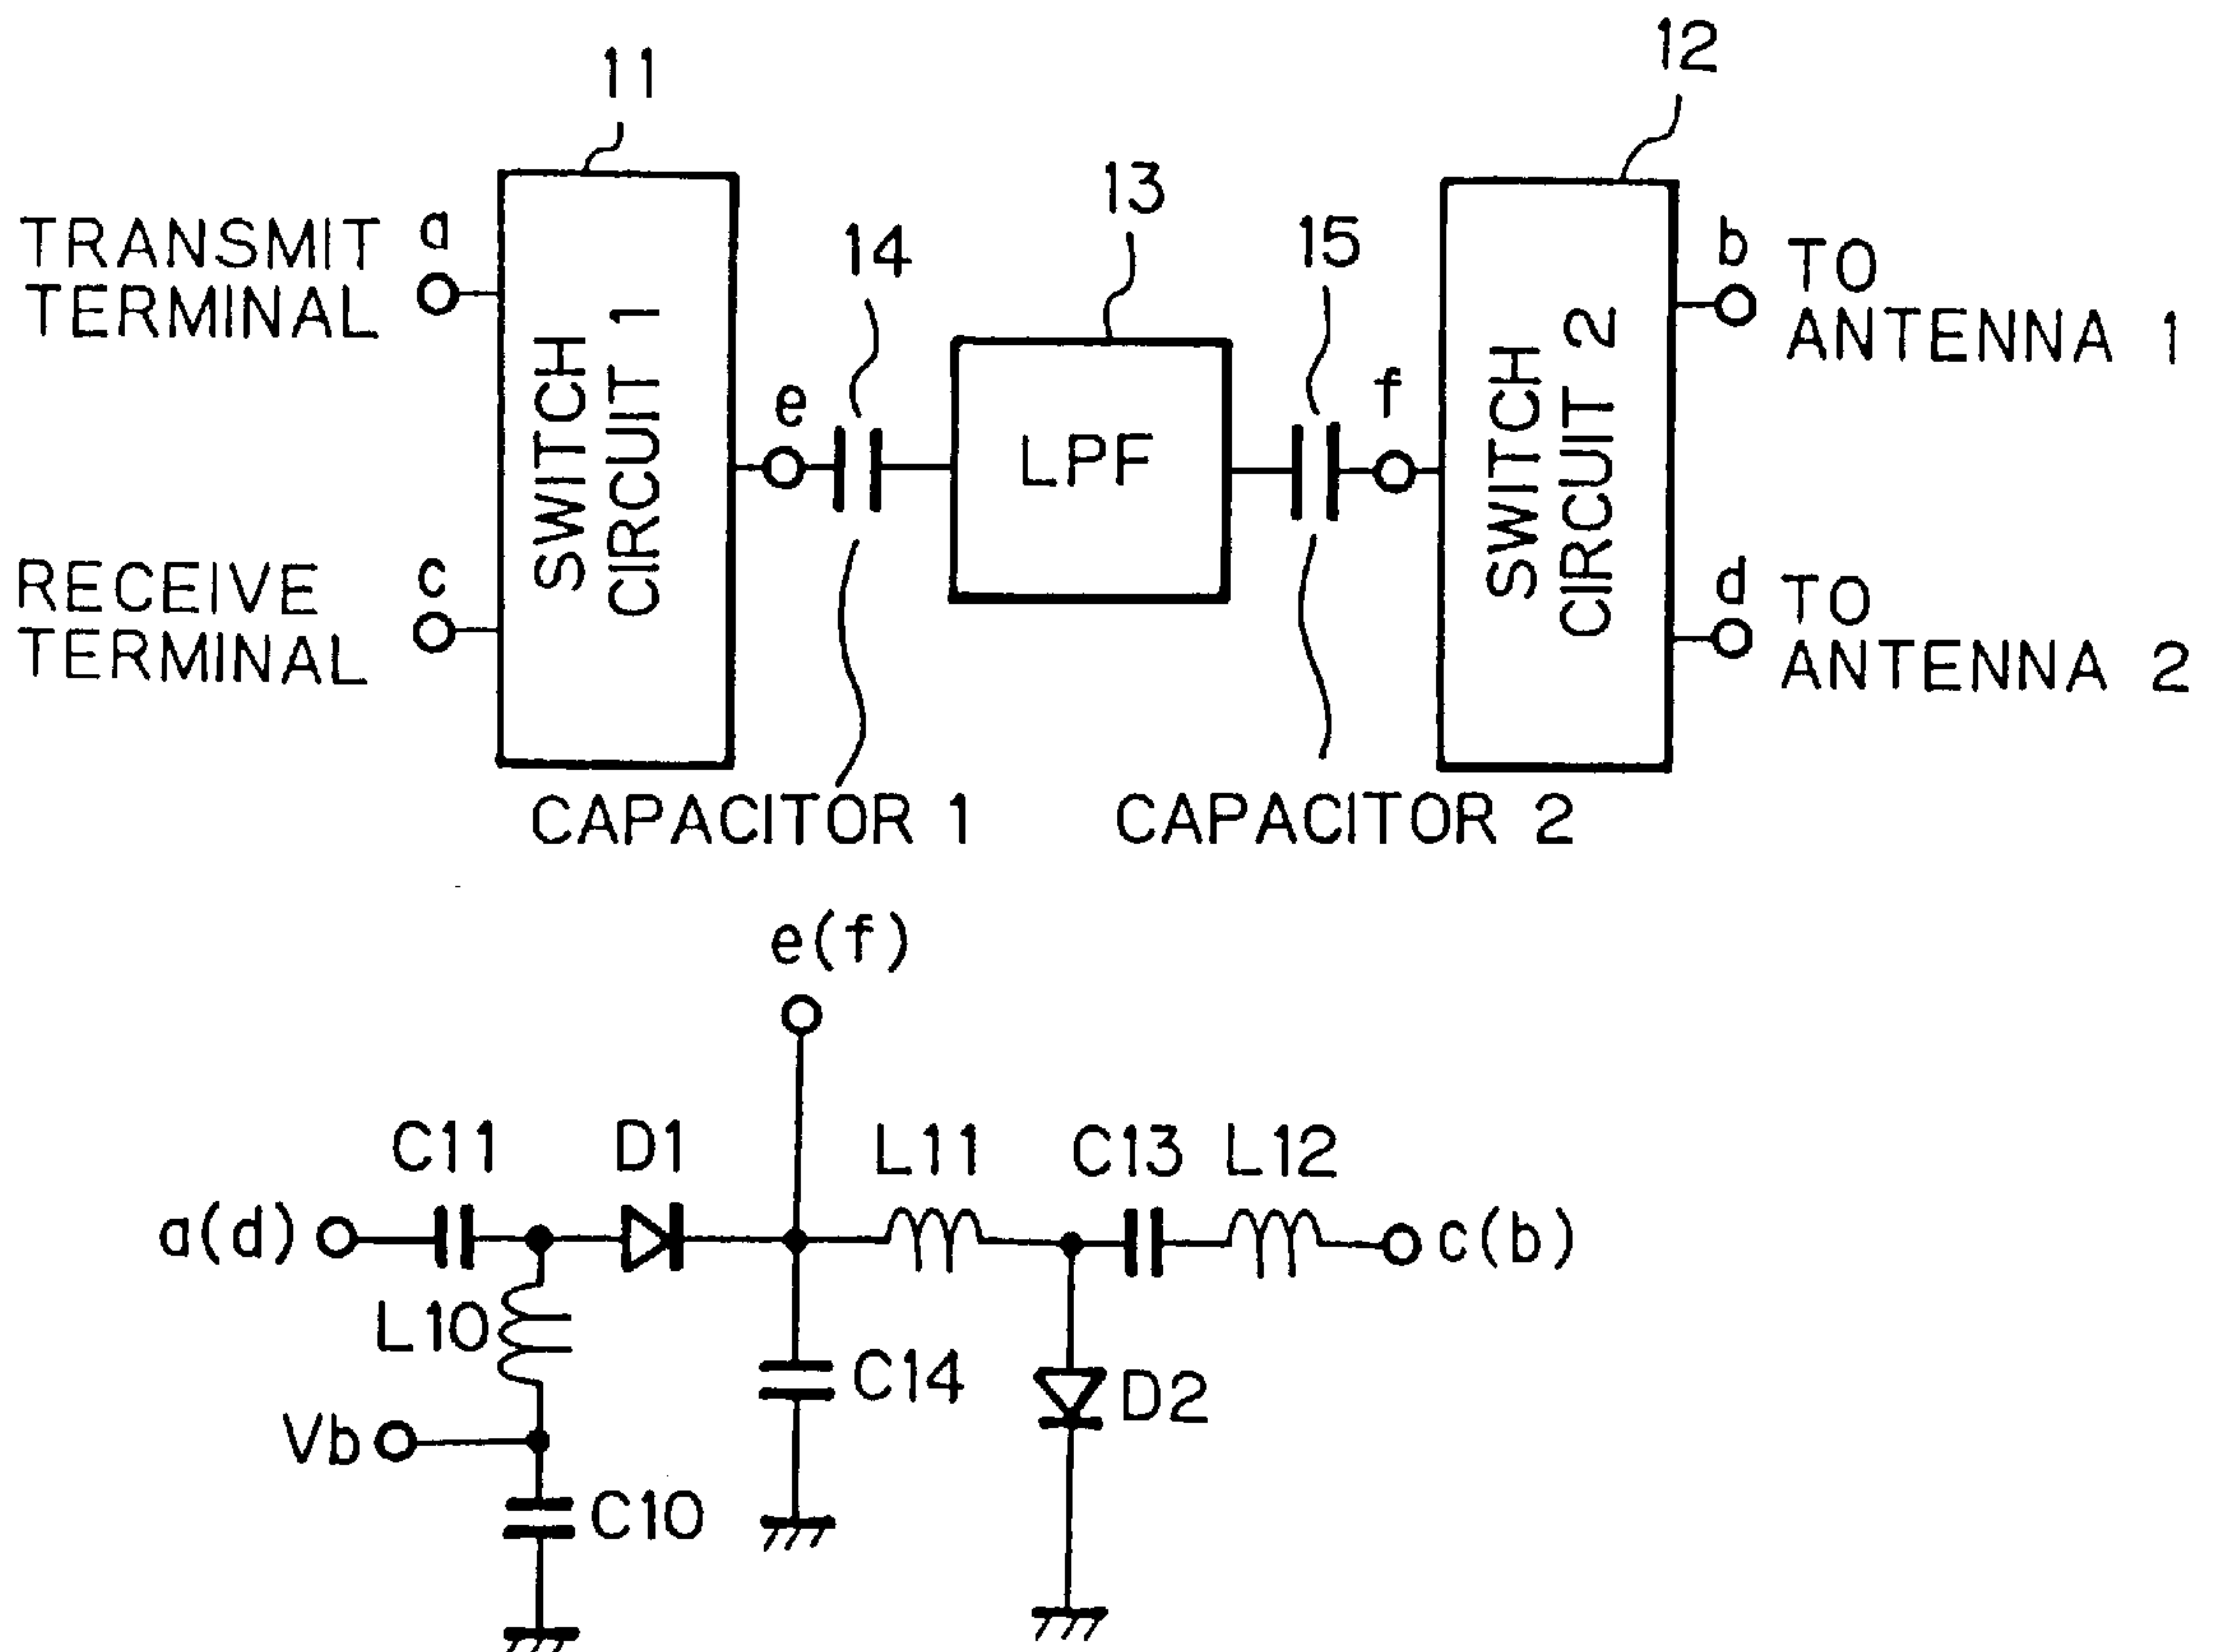 11
12
13
14
15
TRANSMIT
TERMINAL
a
SWITCH
CIRCUIT 1
e
LPF
f
SWITCH
CIRCUIT 2
b
TO
ANTENNA 1
RECEIVE
TERMINAL
c
d
TO
ANTENNA 2
CAPACITOR 1
CAPACITOR 2
e(f)
C11
D1
L11
C13
L12
a(d)
c(b)
L10
C14
D2
Vb
C10